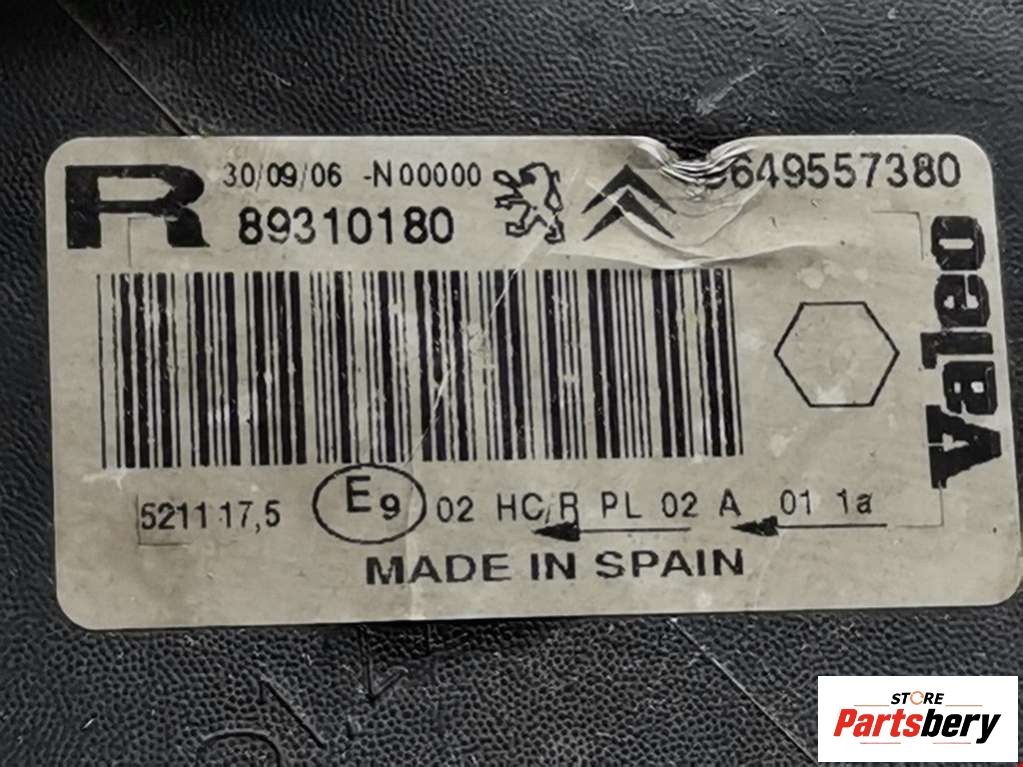 R
30/09/06 -N00000
9649557380
89310180
Valeo
5211 17,5
E9
02 HC/R PL 02 A 01 1a
MADE IN SPAIN
STORE
Partsbery